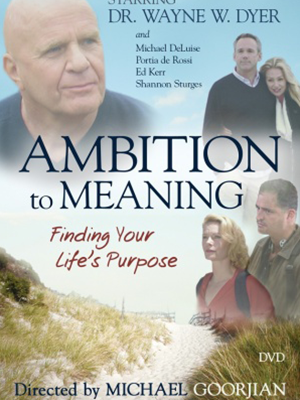 STARRING
DR. WAYNE W. DYER
and
Michael DeLuise
Portia de Rossi
Ed Kerr
Shannon Sturges
AMBITION
to MEANING
Finding Your
Life's Purpose
DVD
Directed by MICHAEL GOORJIAN